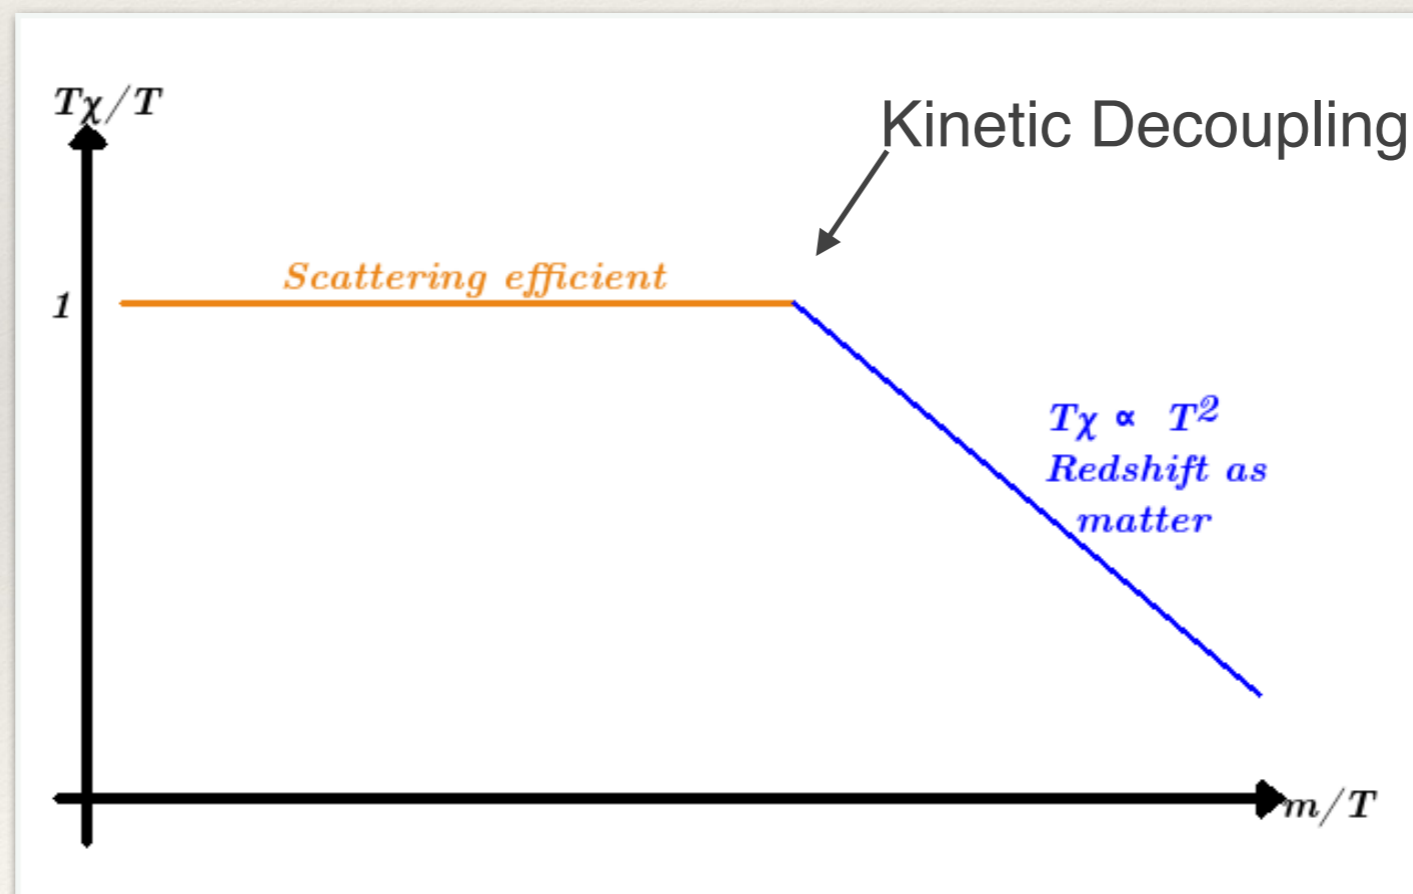 Tχ/T
Kinetic Decoupling
Scattering efficient
1
Tχ ∝ T²
Redshift as
matter
m/T